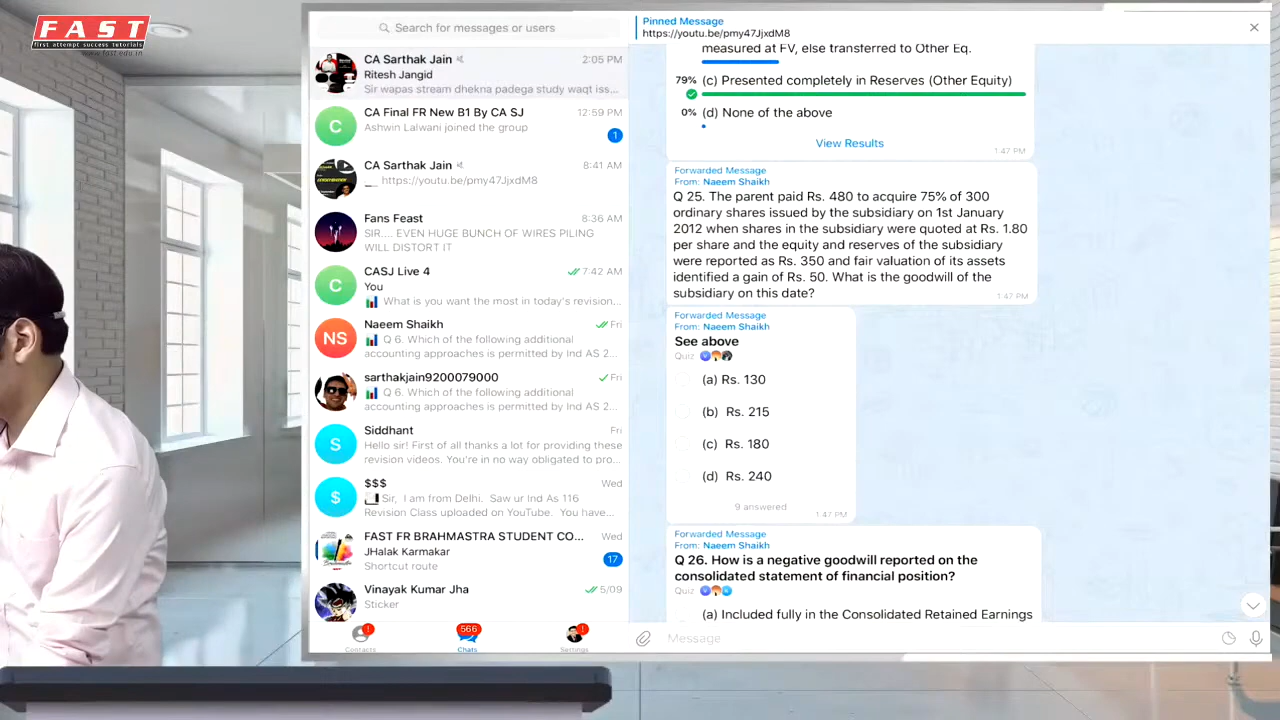 FAST
first attempt success tutorials
www.fast.edu.in
Search for messages or users
CA Sarthak Jain 2:05 PM
Ritesh Jangid
Sir wapas stream dhekna padega study waqt iss...
CA Final FR New B1 By CA SJ 12:59 PM
C
Ashwin Lalwani joined the group
1
CA Sarthak Jain 8:41 AM
__ https://youtu.be/pmy47JjxdM8
Fans Feast 8:36 AM
SIR.... EVEN HUGE BUNCH OF WIRES PILING
WILL DISTORT IT
CASJ Live 4 7:42 AM
C
You
What is you want the most in today's revision,...
Naeem Shaikh Fri
NS
Q 6. Which of the following additional
accounting approaches is permitted by Ind AS 2...
sarthakjain9200079000 Fri
Q 6. Which of the following additional
accounting approaches is permitted by Ind AS 2...
Siddhant Fri
S
Hello sir! First of all thanks a lot for providing these
revision videos. You're in no way obligated to pro...
$$$ Wed
$
Sir, I am from Delhi. Saw ur Ind As 116
Revision Class uploaded on YouTube. You have...
FAST FR BRAHMASTRA STUDENT CO... Wed
JHalak Karmakar
Shortcut route
17
Vinayak Kumar Jha 5/09
Sticker
! 566 !
Contacts Chats Settings
Pinned Message
https://youtu.be/pmy47JjxdM8
measured at FV, else transferred to Other Eq.
79% (c) Presented completely in Reserves (Other Equity)
0% (d) None of the above
View Results
1:47 PM
Forwarded Message
From: Naeem Shaikh
Q 25. The parent paid Rs. 480 to acquire 75% of 300
ordinary shares issued by the subsidiary on 1st January
2012 when shares in the subsidiary were quoted at Rs. 1.80
per share and the equity and reserves of the subsidiary
were reported as Rs. 350 and fair valuation of its assets
identified a gain of Rs. 50. What is the goodwill of the
subsidiary on this date?
1:47 PM
Forwarded Message
From: Naeem Shaikh
See above
Quiz
(a) Rs. 130
(b) Rs. 215
(c) Rs. 180
(d) Rs. 240
9 answered
1:47 PM
Forwarded Message
From: Naeem Shaikh
Q 26. How is a negative goodwill reported on the
consolidated statement of financial position?
Quiz
(a) Included fully in the Consolidated Retained Earnings
Message